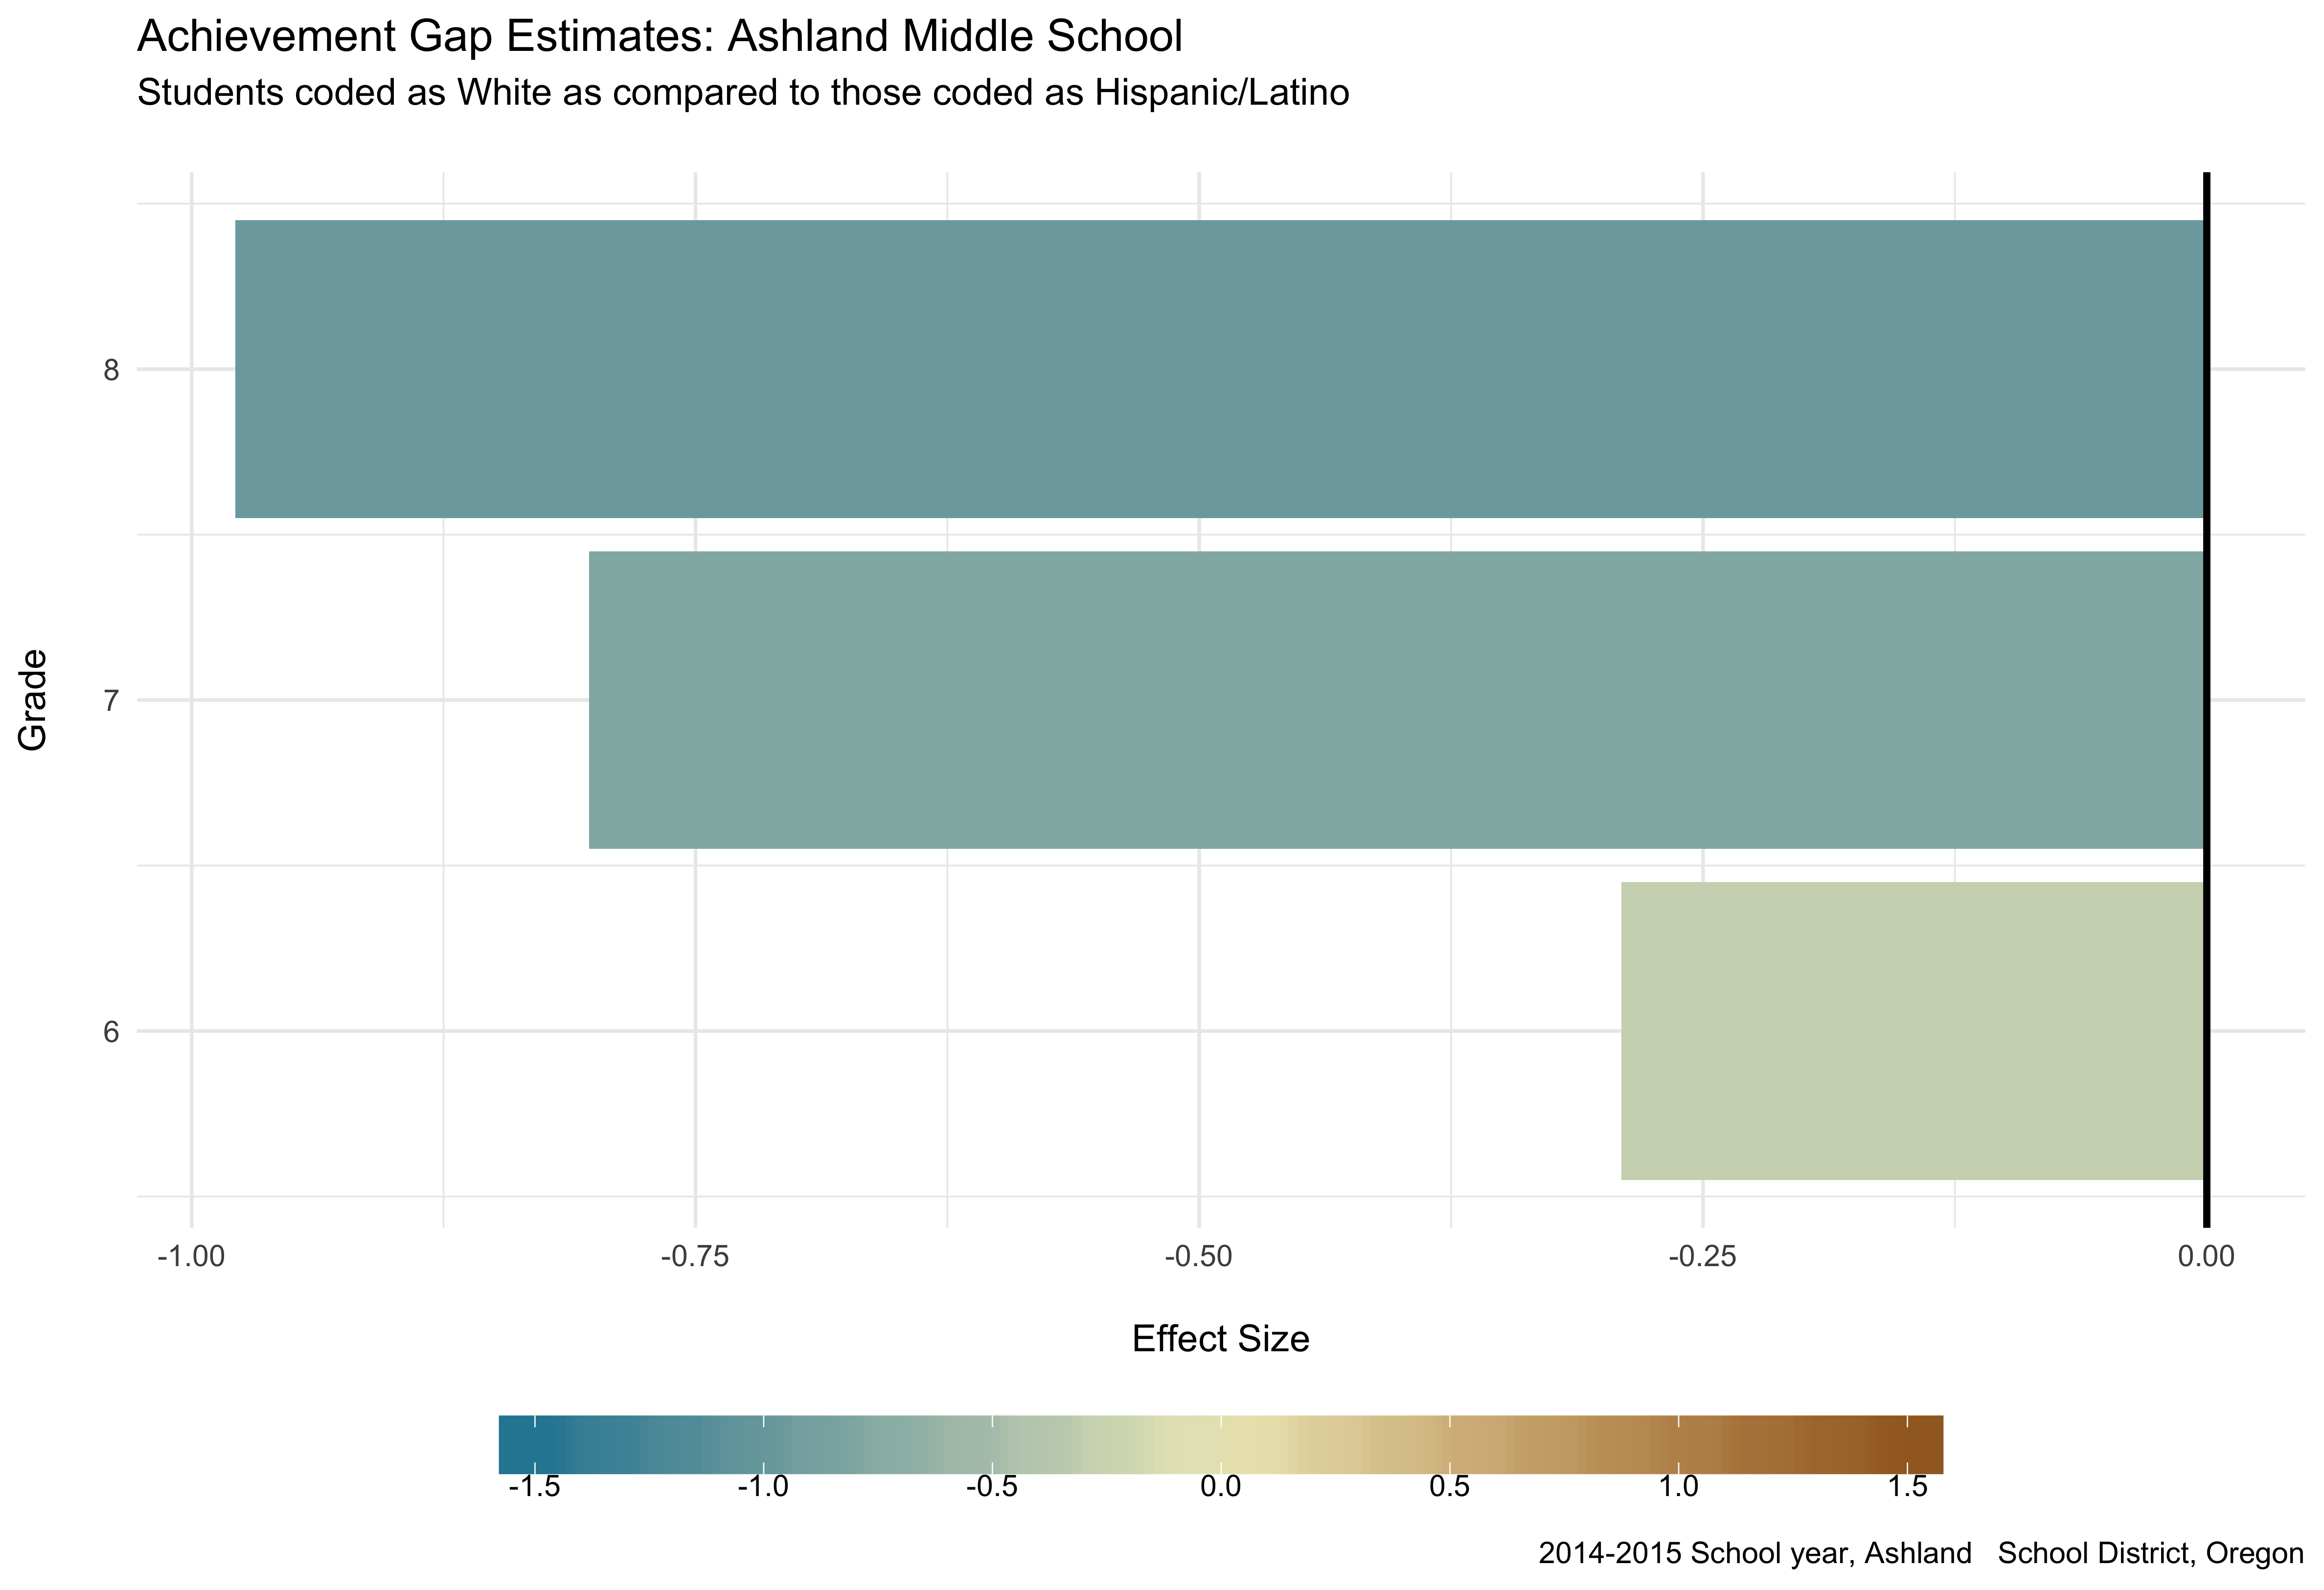 Achievement Gap Estimates: Ashland Middle School
Students coded as White as compared to those coded as Hispanic/Latino
8
7
6
Grade
-1.00 -0.75 -0.50 -0.25 0.00
Effect Size
-1.5 -1.0 -0.5 0.0 0.5 1.0 1.5
2014-2015 School year, Ashland   School District, Oregon